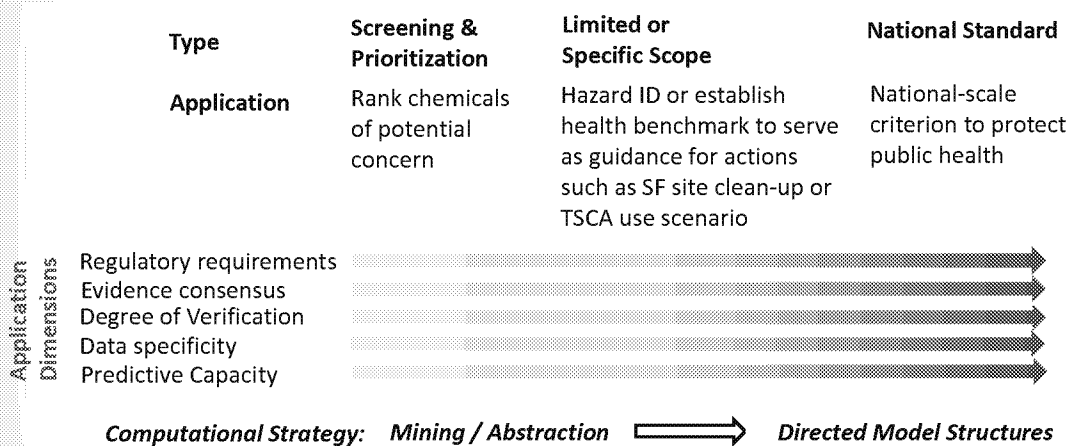 Type
Screening &
Prioritization
Limited or
Specific Scope
National Standard
Application
Rank chemicals
of potential
concern
Hazard ID or establish
health benchmark to serve
as guidance for actions
such as SF site clean-up or
TSCA use scenario
National-scale
criterion to protect
public health
Application
Dimensions
Regulatory requirements
Evidence consensus
Degree of Verification
Data specificity
Predictive Capacity
Computational Strategy: Mining / Abstraction Directed Model Structures